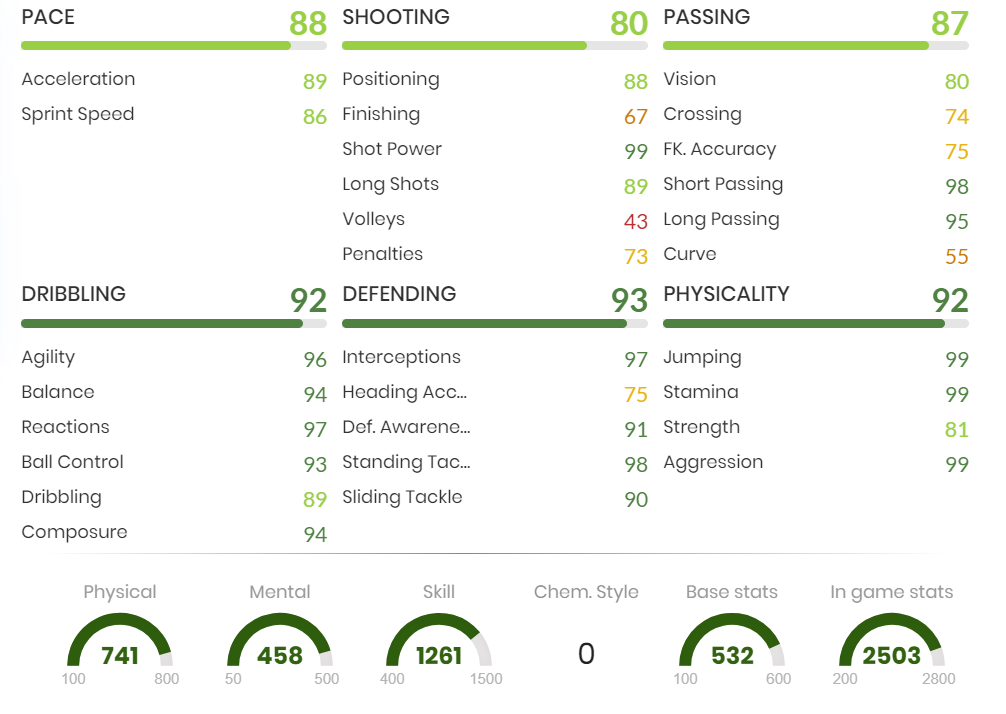 PACE 88
Acceleration 89
Sprint Speed 86
SHOOTING 80
Positioning 88
Finishing 67
Shot Power 99
Long Shots 89
Volleys 43
Penalties 73
PASSING 87
Vision 80
Crossing 74
FK. Accuracy 75
Short Passing 98
Long Passing 95
Curve 55
DRIBBLING 92
Agility 96
Balance 94
Reactions 97
Ball Control 93
Dribbling 89
Composure 94
DEFENDING 93
Interceptions 97
Heading Acc... 75
Def. Awarene... 91
Standing Tac... 98
Sliding Tackle 90
PHYSICALITY 92
Jumping 99
Stamina 99
Strength 81
Aggression 99
Physical
741
100 800
Mental
458
50 500
Skill
1261
400 1500
Chem. Style
0
Base stats
532
100 600
In game stats
2503
200 2800